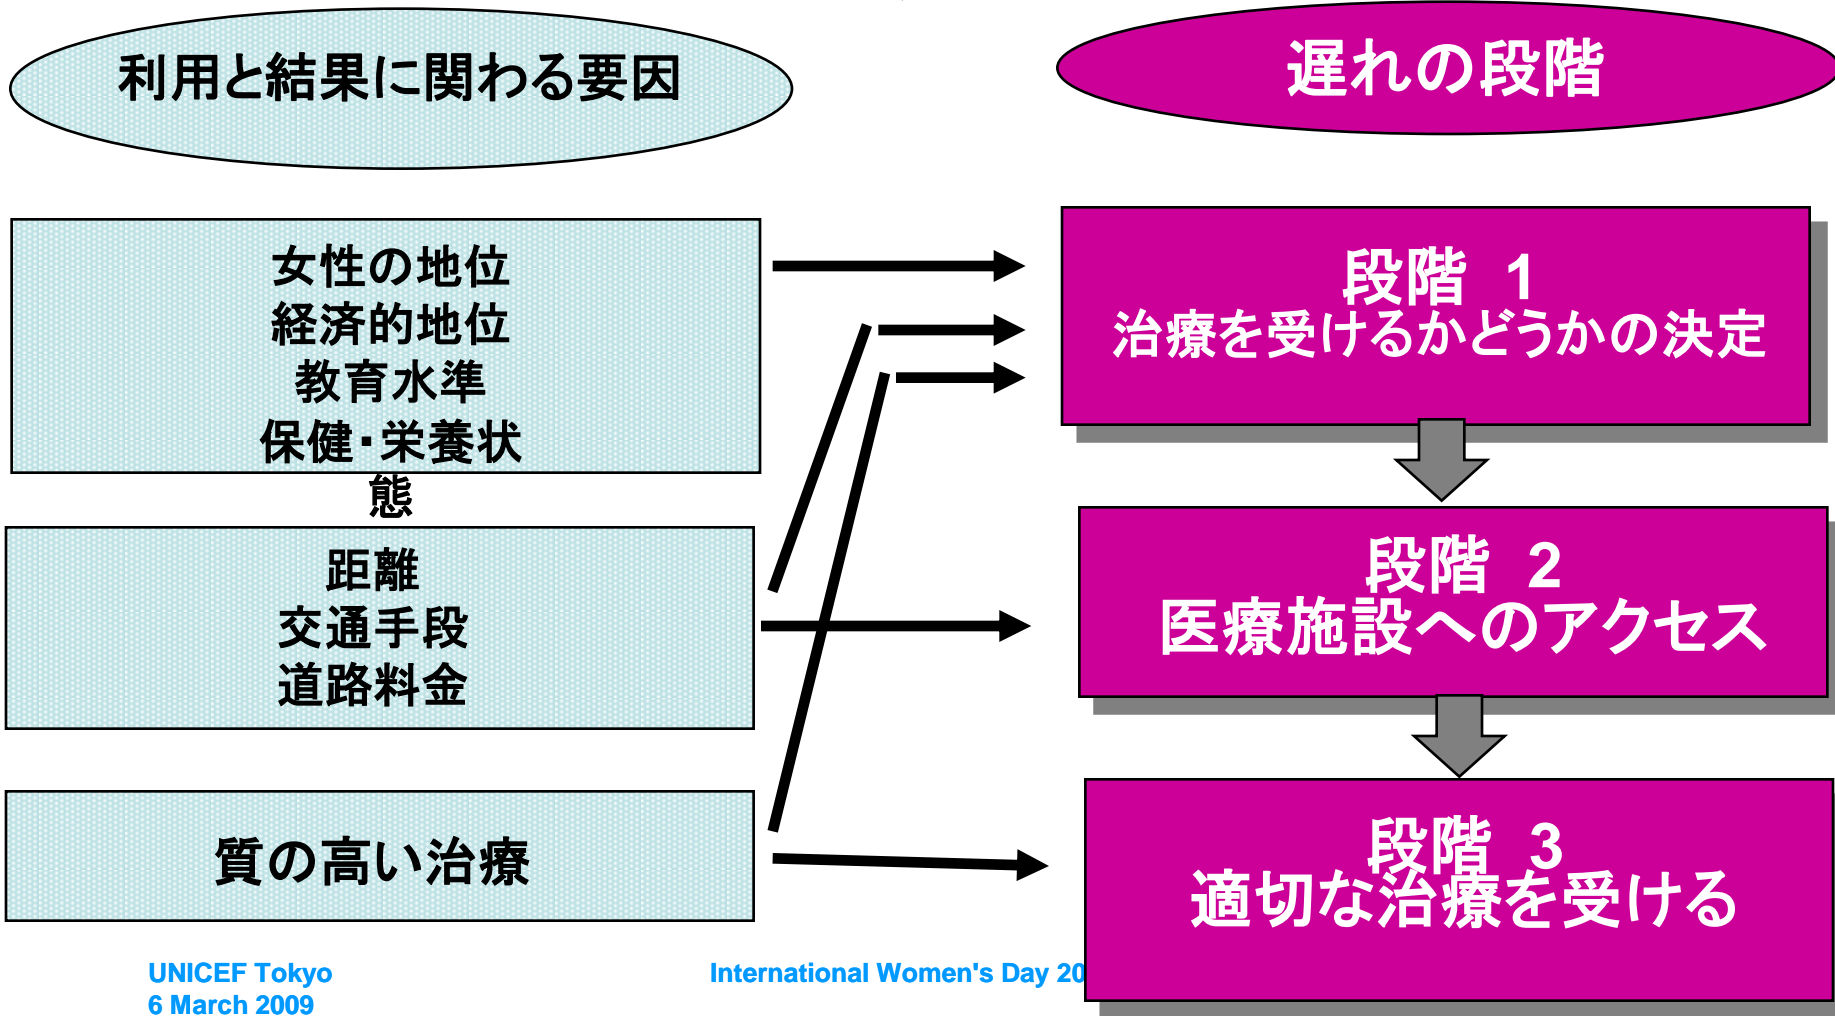 利用と結果に関わる要因
遅れの段階
女性の地位
経済的地位
教育水準
保健・栄養状
態
段階 1
治療を受けるかどうかの決定
距離
交通手段
道路料金
段階 2
医療施設へのアクセス
質の高い治療
段階 3
適切な治療を受ける
UNICEF Tokyo
6 March 2009
International Women's Day 20